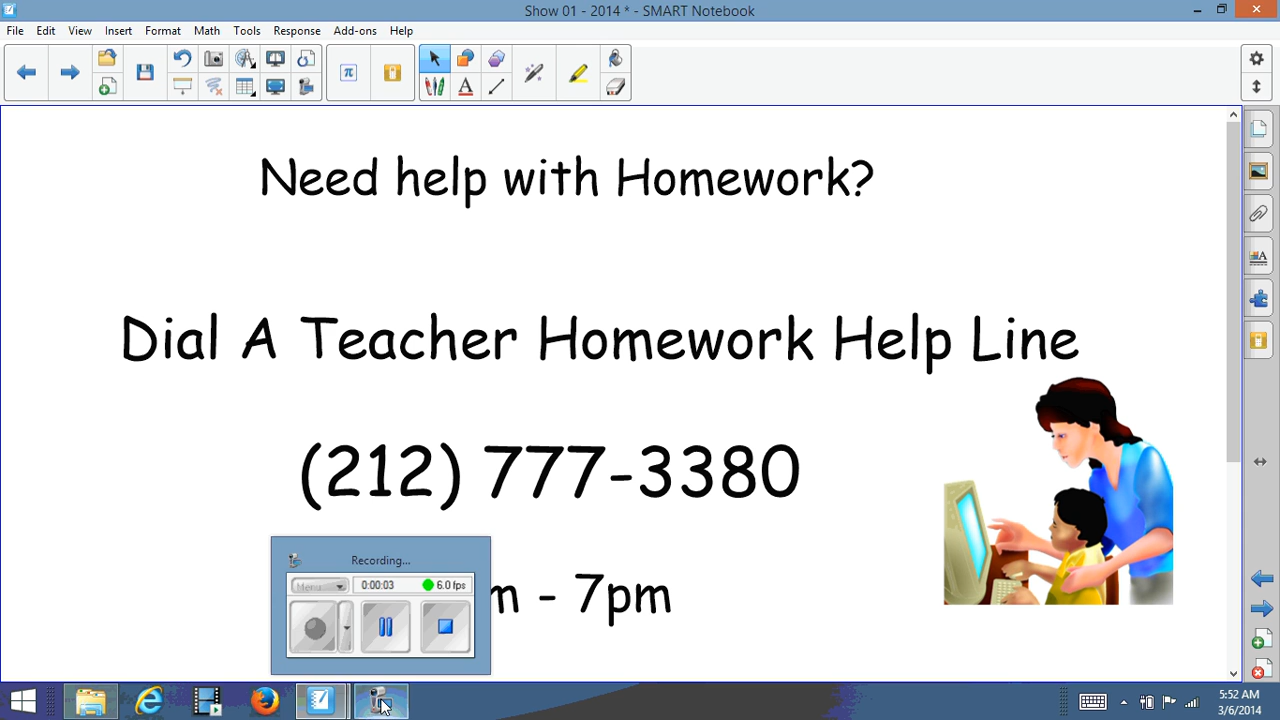 Show 01 - 2014 * - SMART Notebook
File Edit View Insert Format Math Tools Response Add-ons Help
Need help with Homework?
Dial A Teacher Homework Help Line
(212) 777-3380
Recording...
Menu 0:00:03 6.0 fps
m - 7pm
5:52 AM
3/6/2014